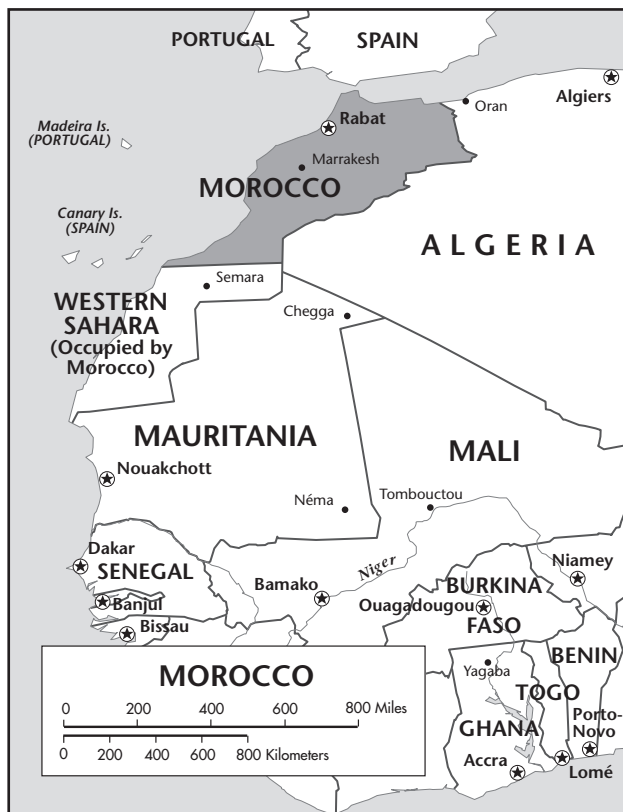 PORTUGAL
SPAIN
Algiers
Oran
Rabat
Madeira Is.
(PORTUGAL)
Marrakesh
MOROCCO
Canary Is.
(SPAIN)
ALGERIA
Semara
WESTERN
SAHARA
(Occupied by
Morocco)
Chegga
MAURITANIA
MALI
Nouakchott
Néma
Tombouctou
Dakar
SENEGAL
Niger
Niamey
Bamako
BURKINA
Banjul
Ouagadougou
FASO
Bissau
BENIN
Yagaba
TOGO
GHANA
Porto-
Novo
Accra
Lomé
MOROCCO
0 200 400 600 800 Miles
0 200 400 600 800 Kilometers